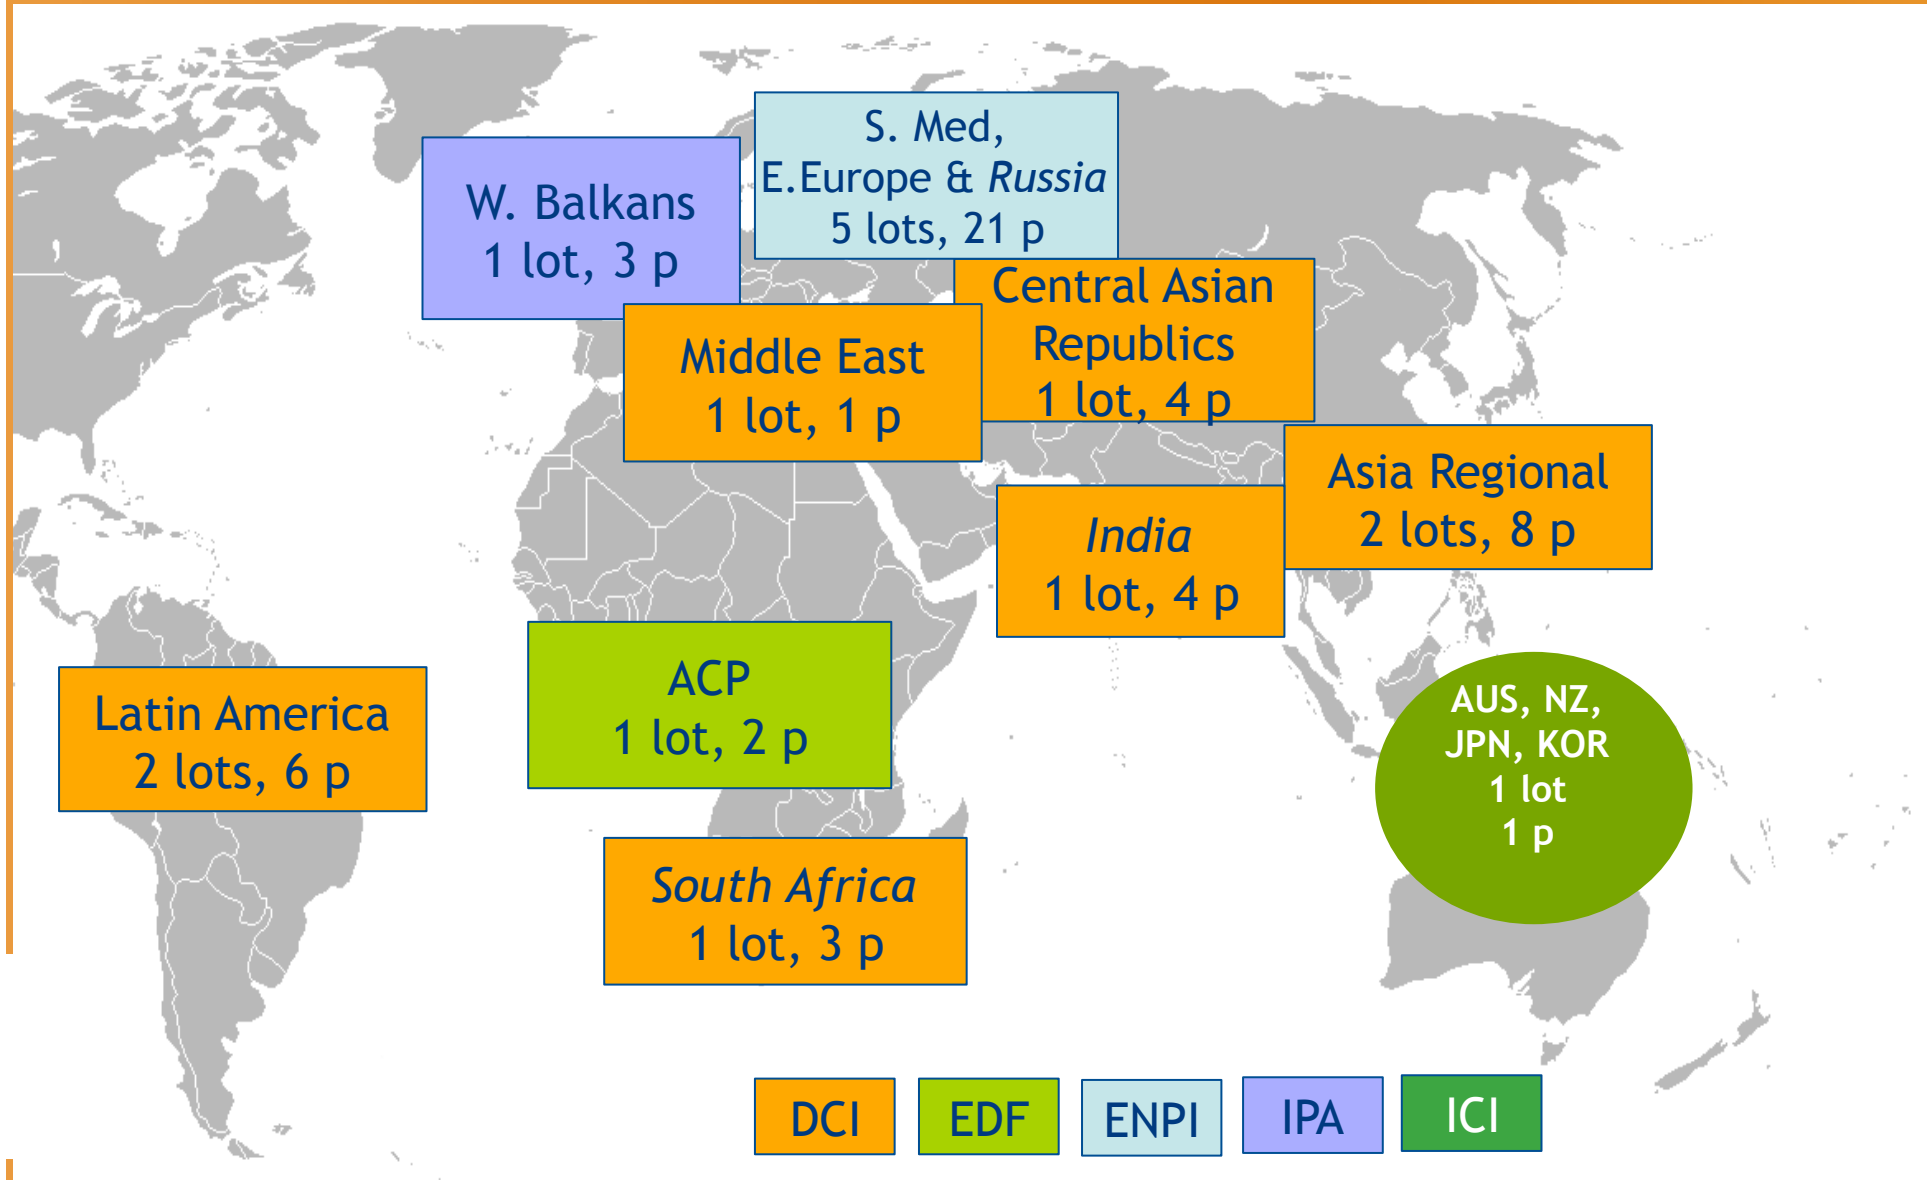 S. Med,
E.Europe & Russia
5 lots, 21 p
W. Balkans
1 lot, 3 p
Central Asian
Republics
1 lot, 4 p
Middle East
1 lot, 1 p
Asia Regional
2 lots, 8 p
India
1 lot, 4 p
ACP
1 lot, 2 p
Latin America
2 lots, 6 p
AUS, NZ,
JPN, KOR
1 lot
1 p
South Africa
1 lot, 3 p
DCI
EDF
ENPI
IPA
ICI